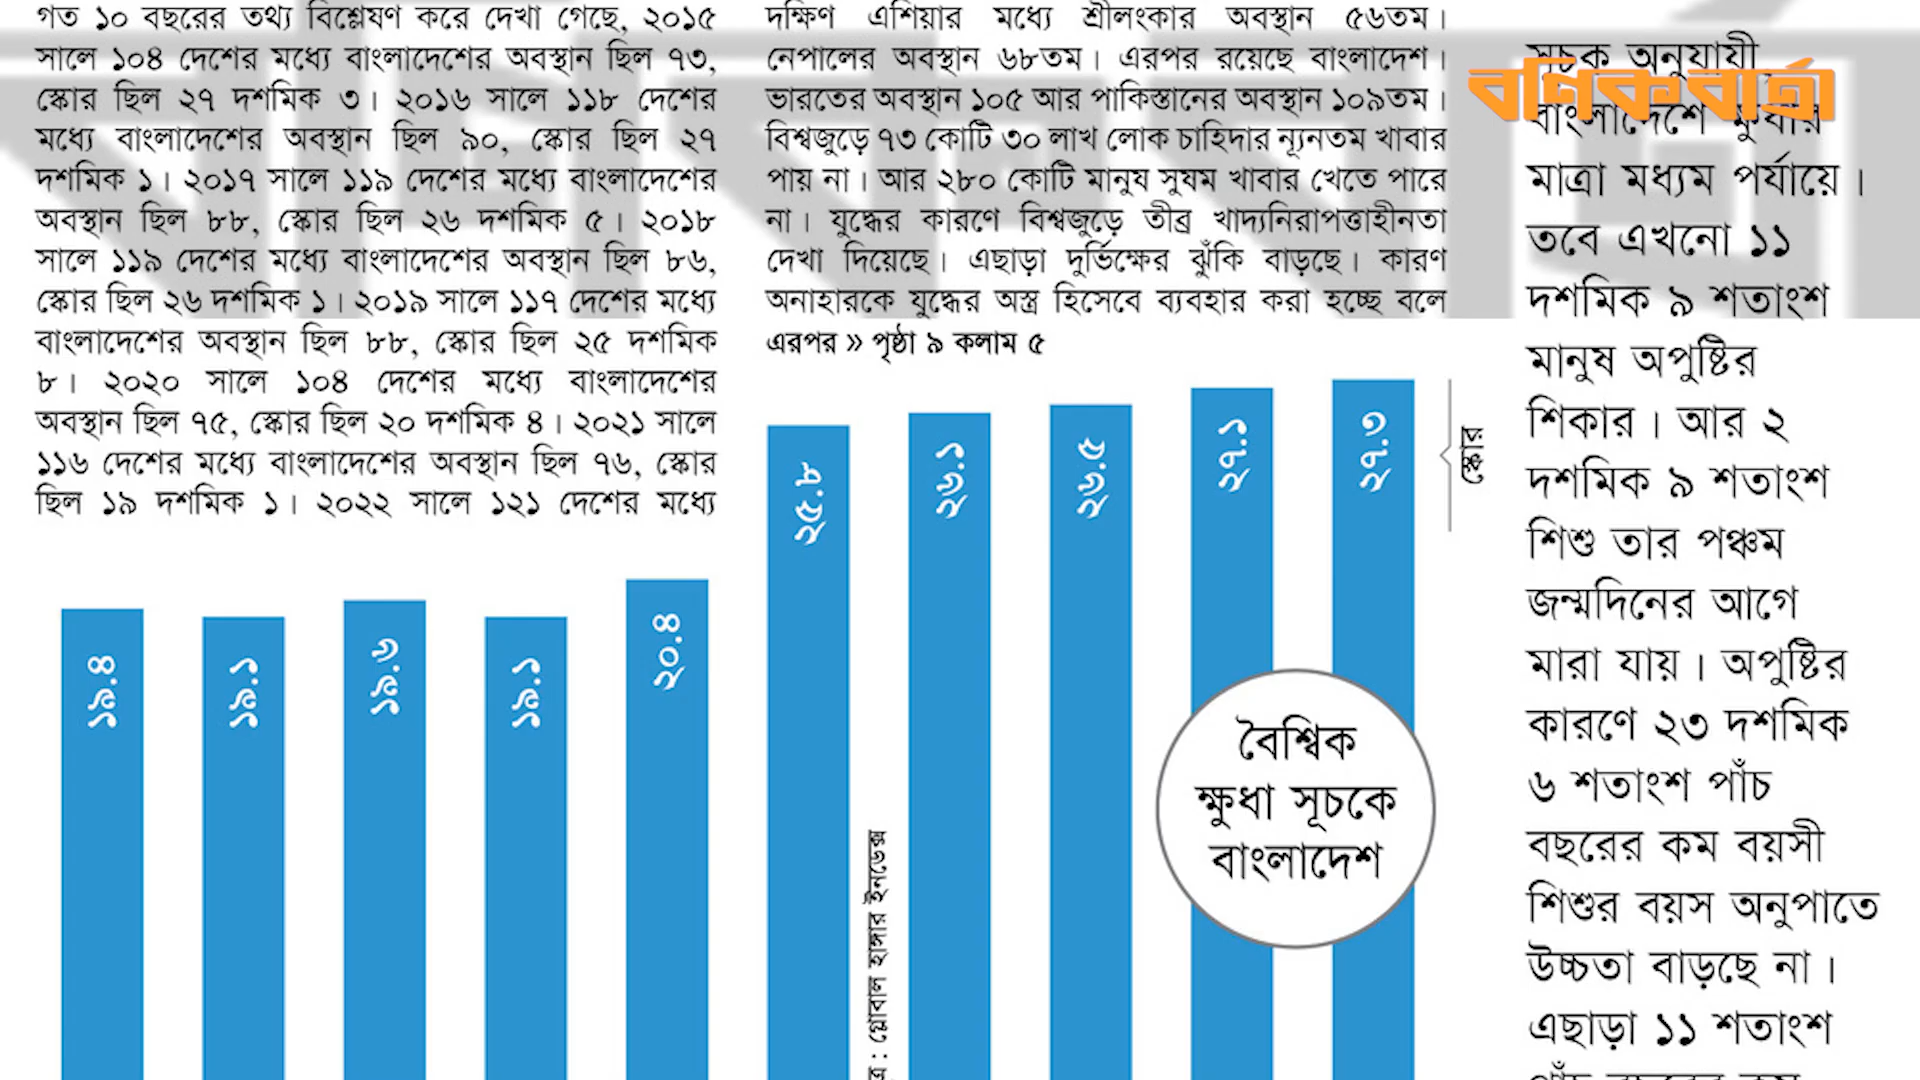 গত ১০ বছরের তথ্য বিশ্লেষণ করে দেখা গেছে, ২০১৫
সালে ১০৪ দেশের মধ্যে বাংলাদেশের অবস্থান ছিল ৭৩,
স্কোর ছিল ২৭ দশমিক ৩। ২০১৬ সালে ১১৮ দেশের
মধ্যে বাংলাদেশের অবস্থান ছিল ৯০, স্কোর ছিল ২৭
দশমিক ১। ২০১৭ সালে ১১৯ দেশের মধ্যে বাংলাদেশের
অবস্থান ছিল ৮৮, স্কোর ছিল ২৬ দশমিক ৫। ২০১৮
সালে ১১৯ দেশের মধ্যে বাংলাদেশের অবস্থান ছিল ৮৬,
স্কোর ছিল ২৬ দশমিক ১। ২০১৯ সালে ১১৭ দেশের মধ্যে
বাংলাদেশের অবস্থান ছিল ৮৮, স্কোর ছিল ২৫ দশমিক
৮। ২০২০ সালে ১০৪ দেশের মধ্যে বাংলাদেশের
অবস্থান ছিল ৭৫, স্কোর ছিল ২০ দশমিক ৪। ২০২১ সালে
১১৬ দেশের মধ্যে বাংলাদেশের অবস্থান ছিল ৭৬, স্কোর
ছিল ১৯ দশমিক ১। ২০২২ সালে ১২১ দেশের মধ্যে
দক্ষিণ এশিয়ার মধ্যে শ্রীলংকার অবস্থান ৫৬তম।
নেপালের অবস্থান ৬৮তম। এরপর রয়েছে বাংলাদেশ।
ভারতের অবস্থান ১০৫ আর পাকিস্তানের অবস্থান ১০৯তম।
বিশ্বজুড়ে ৭৩ কোটি ৩০ লাখ লোক চাহিদার ন্যূনতম খাবার
পায় না। আর ২৮০ কোটি মানুষ সুষম খাবার খেতে পারে
না। যুদ্ধের কারণে বিশ্বজুড়ে তীব্র খাদ্যনিরাপত্তাহীনতা
দেখা দিয়েছে। এছাড়া দুর্ভিক্ষের ঝুঁকি বাড়ছে। কারণ
অনাহারকে যুদ্ধের অস্ত্র হিসেবে ব্যবহার করা হচ্ছে বলে
এরপর » পৃষ্ঠা ৯ কলাম ৫
বণিক বার্তা
সূচক অনুযায়ী
বাংলাদেশে ক্ষুধার
মাত্রা মধ্যম পর্যায়ে।
তবে এখনো ১১
দশমিক ৯ শতাংশ
মানুষ অপুষ্টির
শিকার। আর ২
দশমিক ৯ শতাংশ
শিশু তার পঞ্চম
জন্মদিনের আগে
মারা যায়। অপুষ্টির
কারণে ২৩ দশমিক
৬ শতাংশ পাঁচ
বছরের কম বয়সী
শিশুর বয়স অনুপাতে
উচ্চতা বাড়ছে না।
এছাড়া ১১ শতাংশ
১৯.৪
১৯.১
১৯.৬
১৯.১
২০.৪
২৫.৮
২৬.১
২৬.৫
২৭.১
২৭.৩
স্কোর
বৈশ্বিক
ক্ষুধা সূচকে
বাংলাদেশ
: গ্লোবাল হাঙ্গার ইনডেক্স